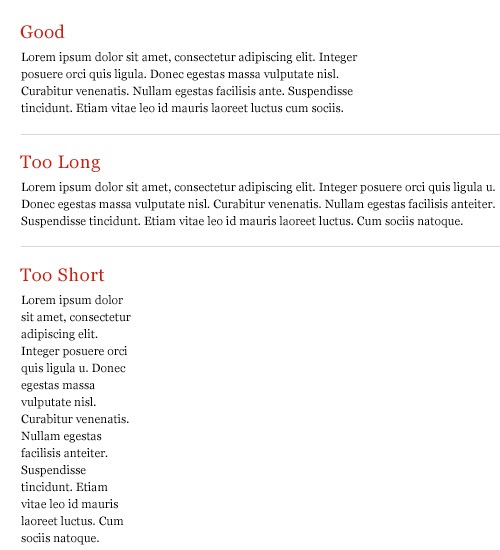 Good
Lorem ipsum dolor sit amet, consectetur adipiscing elit. Integer
posuere orci quis ligula. Donec egestas massa vulputate nisl.
Curabitur venenatis. Nullam egestas facilisis ante. Suspendisse
tincidunt. Etiam vitae leo id mauris laoreet luctus cum sociis.
Too Long
Lorem ipsum dolor sit amet, consectetur adipiscing elit. Integer posuere orci quis ligula u.
Donec egestas massa vulputate nisl. Curabitur venenatis. Nullam egestas facilisis anteiter.
Suspendisse tincidunt. Etiam vitae leo id mauris laoreet luctus. Cum sociis natoque.
Too Short
Lorem ipsum dolor
sit amet, consectetur
adipiscing elit.
Integer posuere orci
quis ligula u. Donec
egestas massa
vulputate nisl.
Curabitur venenatis.
Nullam egestas
facilisis anteiter.
Suspendisse
tincidunt. Etiam
vitae leo id mauris
laoreet luctus. Cum
sociis natoque.